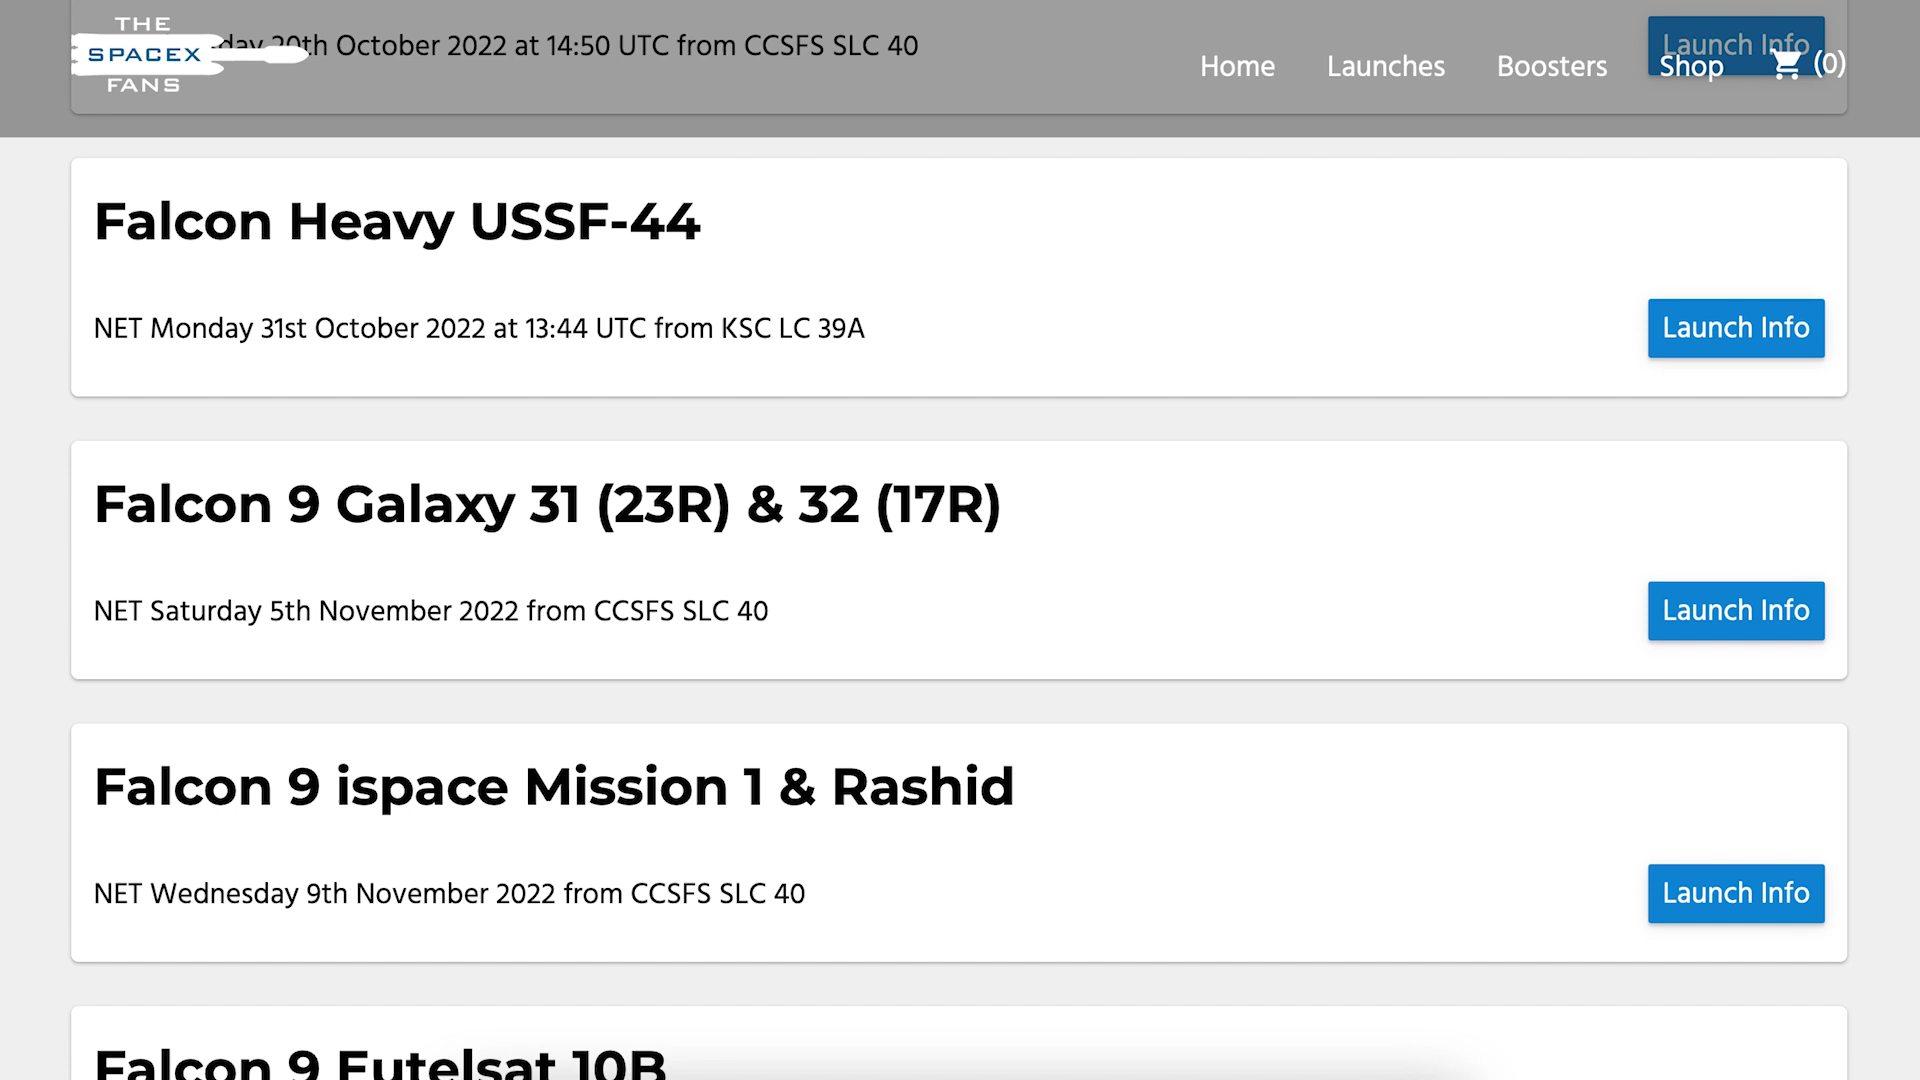 THE
SPACEX
FANS
20th October 2022 at 14:50 UTC from CCSFS SLC 40
Launch Info
Home
Launches
Boosters
Shop
(0)
Falcon Heavy USSF-44
NET Monday 31st October 2022 at 13:44 UTC from KSC LC 39A
Launch Info
Falcon 9 Galaxy 31 (23R) & 32 (17R)
NET Saturday 5th November 2022 from CCSFS SLC 40
Launch Info
Falcon 9 ispace Mission 1 & Rashid
NET Wednesday 9th November 2022 from CCSFS SLC 40
Launch Info
Falcon 9 Eutelsat 10B